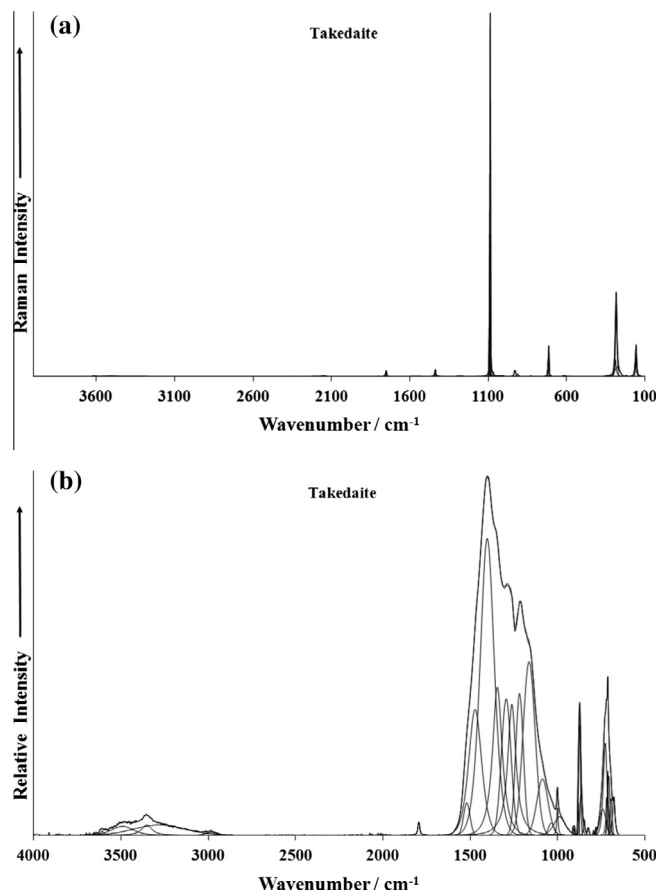 (a)
Takedaite
Raman Intensity
3600 3100 2600 2100 1600 1100 600 100
Wavenumber / cm-1
(b)
Takedaite
Relative Intensity
4000 3500 3000 2500 2000 1500 1000 500
Wavenumber / cm-1